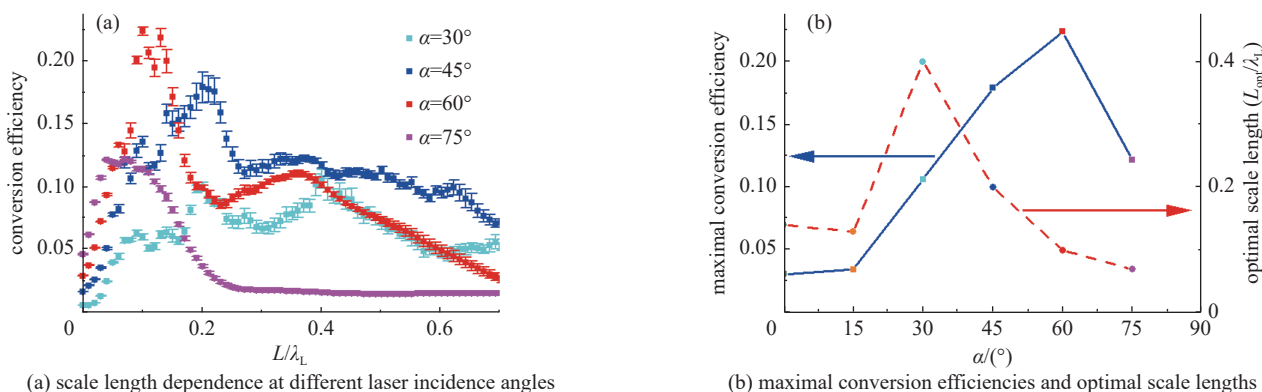 (a)
α=30°
α=45°
α=60°
α=75°
conversion efficiency
0.20
0.15
0.10
0.05
0 0.2 0.4 0.6
L/λL
(a) scale length dependence at different laser incidence angles
(b)
maximal conversion efficiency
0.20
0.15
0.10
0.05
0
0.4
0.2
0
optimal scale length (Lopt/λL)
0 15 30 45 60 75 90
α/(°)
(b) maximal conversion efficiencies and optimal scale lengths